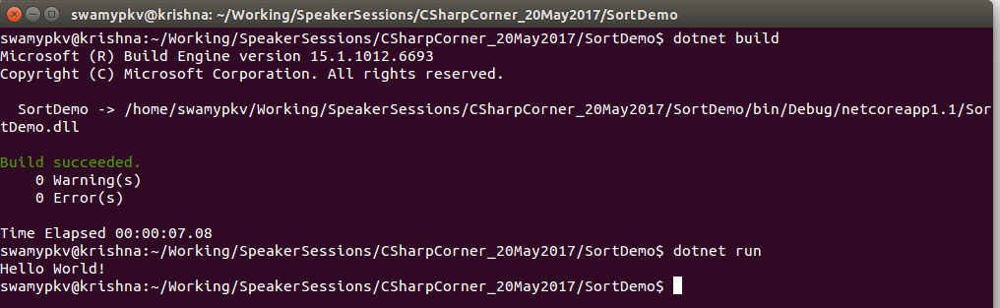 swamypkv@krishna: ~/Working/SpeakerSessions/CSharpCorner_20May2017/SortDemo
swamypkv@krishna:~/Working/SpeakerSessions/CSharpCorner_20May2017/SortDemo$ dotnet build
Microsoft (R) Build Engine version 15.1.1012.6693
Copyright (C) Microsoft Corporation. All rights reserved.
  SortDemo -> /home/swamypkv/Working/SpeakerSessions/CSharpCorner_20May2017/SortDemo/bin/Debug/netcoreapp1.1/Sor
tDemo.dll
Build succeeded.
    0 Warning(s)
    0 Error(s)
Time Elapsed 00:00:07.08
swamypkv@krishna:~/Working/SpeakerSessions/CSharpCorner_20May2017/SortDemo$ dotnet run
Hello World!
swamypkv@krishna:~/Working/SpeakerSessions/CSharpCorner_20May2017/SortDemo$